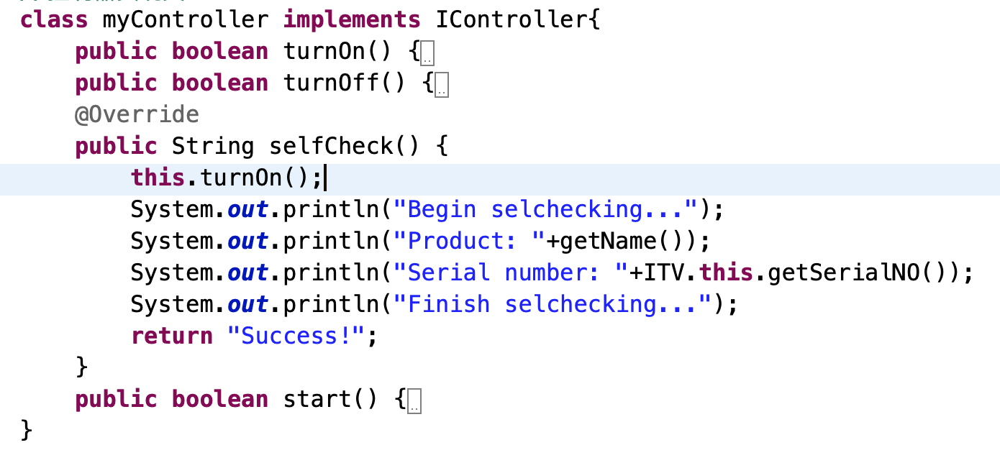 class myController implements IController{
public boolean turnOn() {
public boolean turnOff() {
@Override
public String selfCheck() {
this.turnOn();
System.out.println("Begin selchecking...");
System.out.println("Product: "+getName());
System.out.println("Serial number: "+ITV.this.getSerialNO());
System.out.println("Finish selchecking...");
return "Success!";
}
public boolean start() {
}